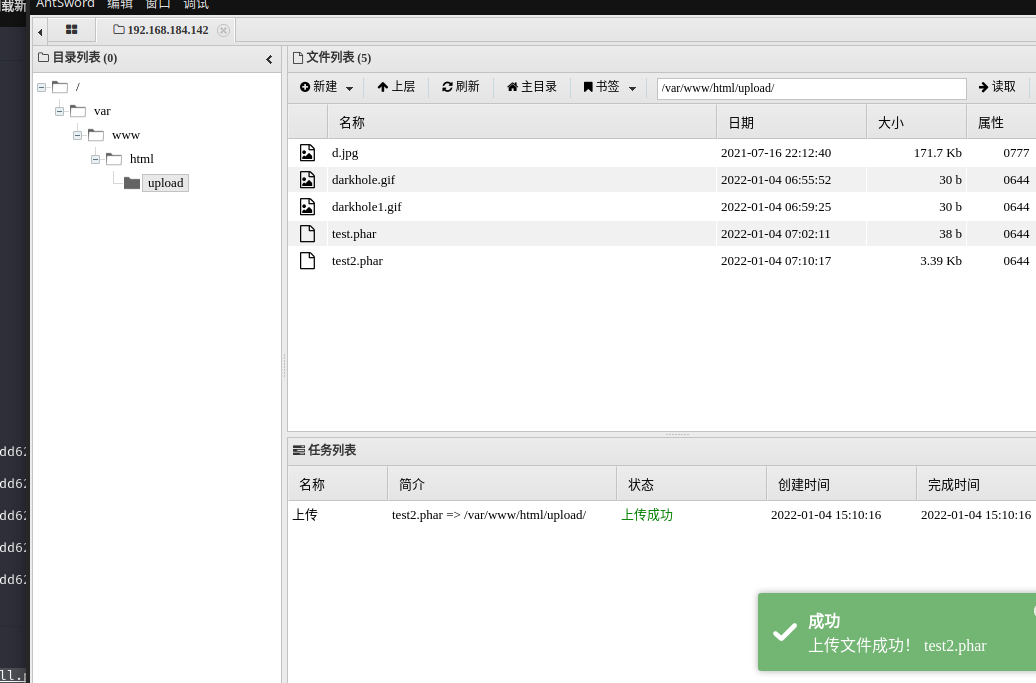 载新
AntSword 编辑 窗口 调试
192.168.184.142
目录列表 (0)
/
var
www
html
upload
文件列表 (5)
新建 上层 刷新 主目录 书签 /var/www/html/upload/ 读取
名称 日期 大小 属性
d.jpg 2021-07-16 22:12:40 171.7 Kb 0777
darkhole.gif 2022-01-04 06:55:52 30 b 0644
darkhole1.gif 2022-01-04 06:59:25 30 b 0644
test.phar 2022-01-04 07:02:11 38 b 0644
test2.phar 2022-01-04 07:10:17 3.39 Kb 0644
任务列表
名称 简介 状态 创建时间 完成时间
上传 test2.phar => /var/www/html/upload/ 上传成功 2022-01-04 15:10:16 2022-01-04 15:10:16
成功
上传文件成功! test2.phar
dd62
dd62
dd62
dd62
dd62
ll.